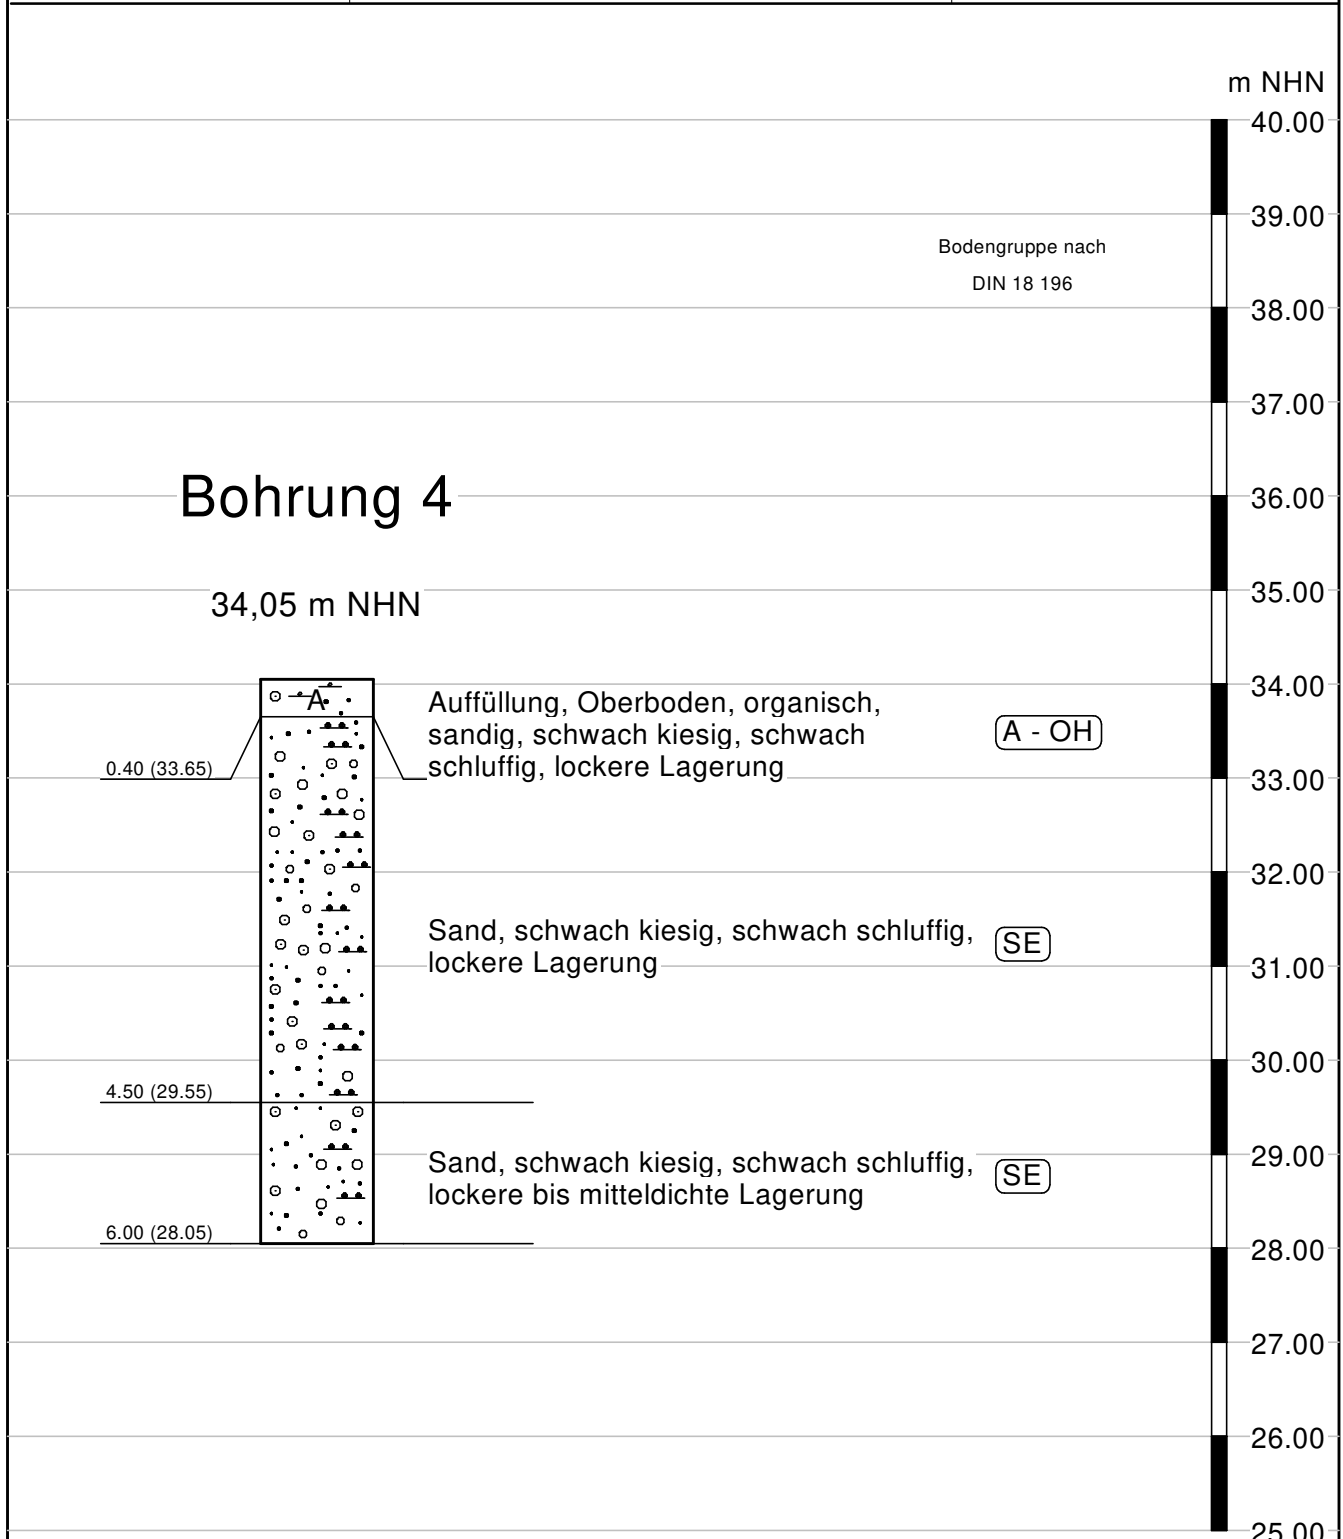 m NHN
40.00
39.00
Bodengruppe nach
DIN 18 196
38.00
37.00
Bohrung 4
36.00
35.00
34,05 m NHN
34.00
A
Auffüllung, Oberboden, organisch,
sandig, schwach kiesig, schwach
schluffig, lockere Lagerung
A - OH
0.40 (33.65)
33.00
32.00
Sand, schwach kiesig, schwach schluffig,
lockere Lagerung
SE
31.00
30.00
4.50 (29.55)
29.00
Sand, schwach kiesig, schwach schluffig,
lockere bis mitteldichte Lagerung
SE
6.00 (28.05)
28.00
27.00
26.00
25.00